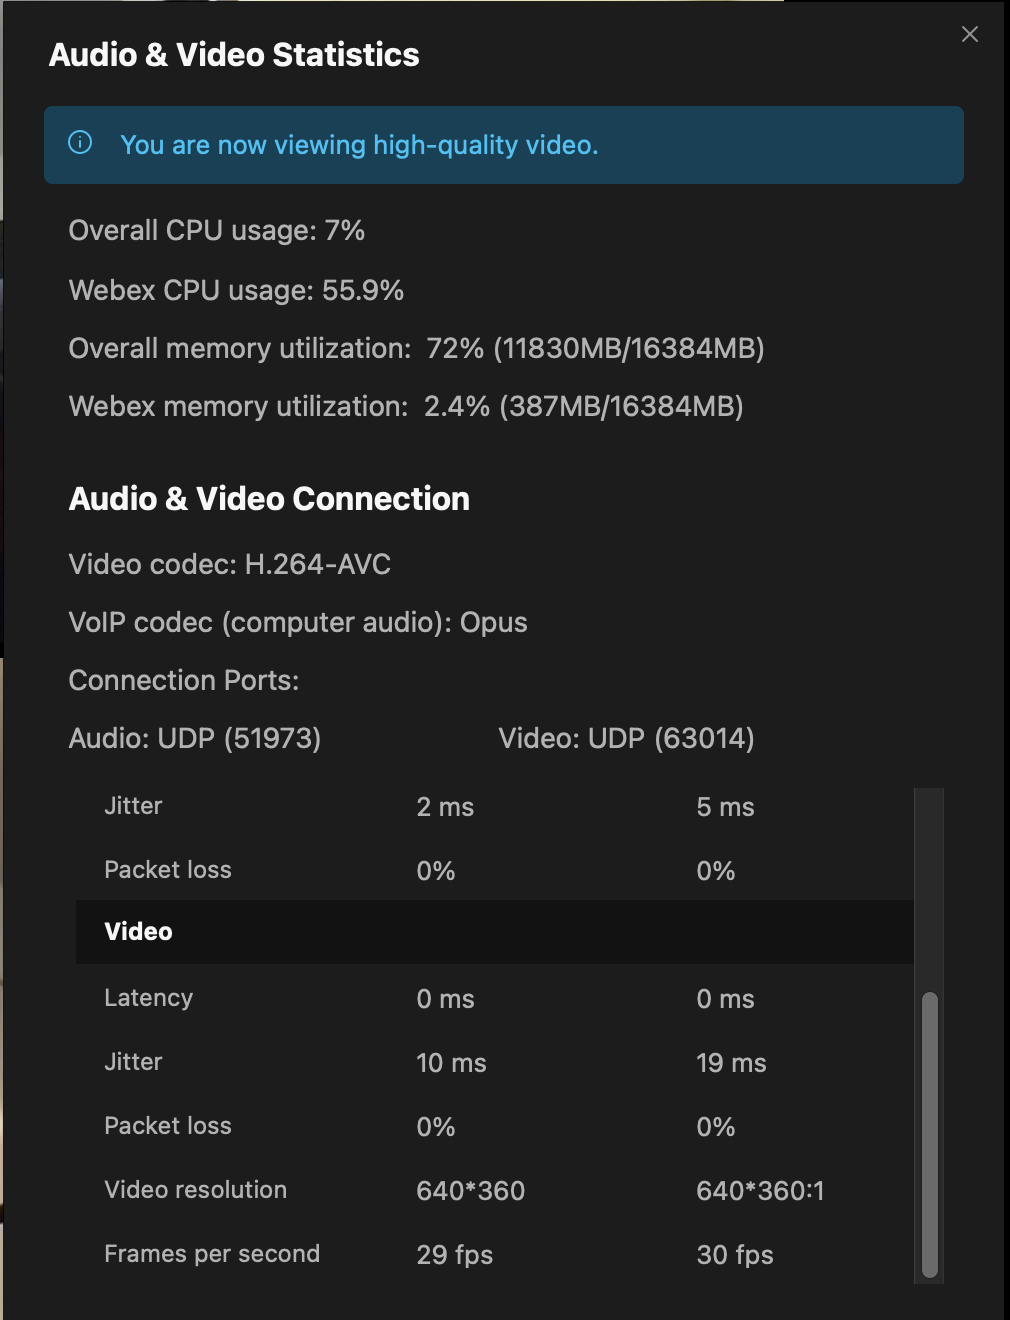 Audio & Video Statistics
You are now viewing high-quality video.
Overall CPU usage: 7%
Webex CPU usage: 55.9%
Overall memory utilization: 72% (11830MB/16384MB)
Webex memory utilization: 2.4% (387MB/16384MB)
Audio & Video Connection
Video codec: H.264-AVC
VoIP codec (computer audio): Opus
Connection Ports:
Audio: UDP (51973) Video: UDP (63014)
Jitter 2 ms 5 ms
Packet loss 0% 0%
Video
Latency 0 ms 0 ms
Jitter 10 ms 19 ms
Packet loss 0% 0%
Video resolution 640*360 640*360:1
Frames per second 29 fps 30 fps